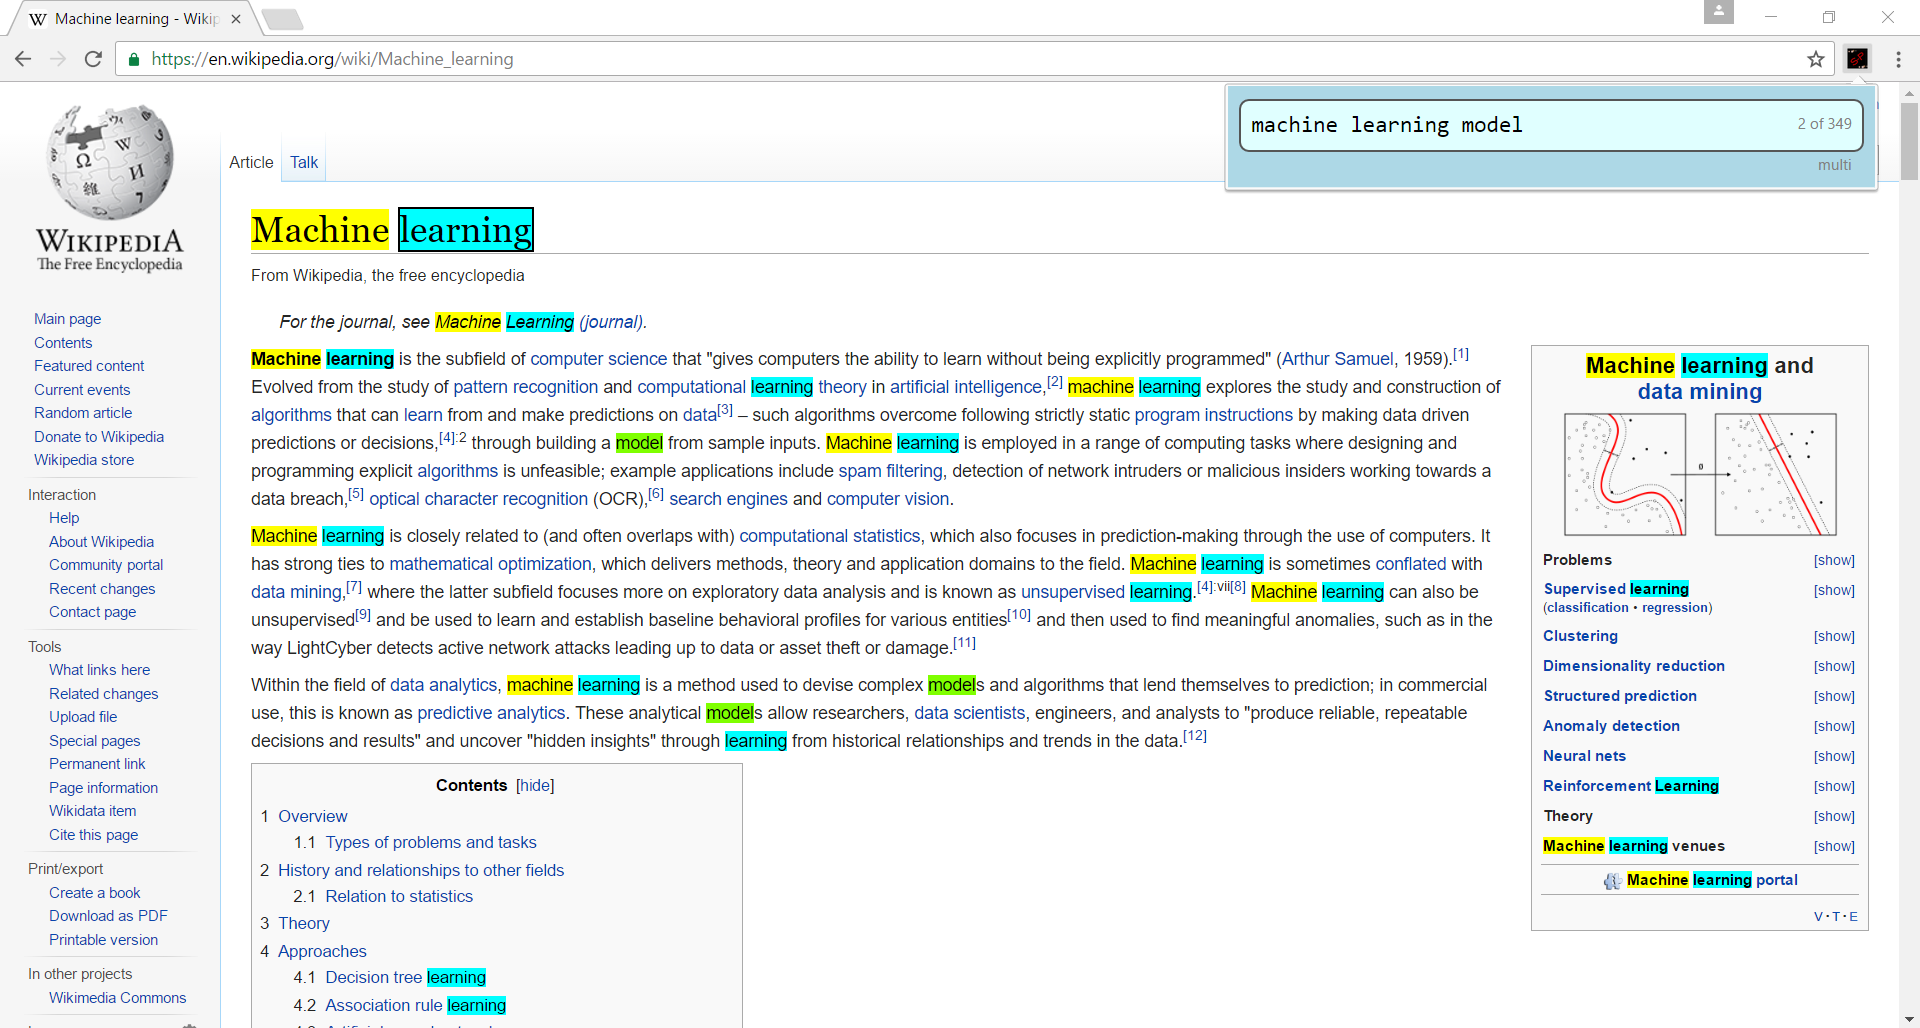 Machine learning - Wikip
https://en.wikipedia.org/wiki/Machine_learning
machine learning model 2 of 349
multi
WIKIPEDIA
The Free Encyclopedia
Main page
Contents
Featured content
Current events
Random article
Donate to Wikipedia
Wikipedia store
Interaction
Help
About Wikipedia
Community portal
Recent changes
Contact page
Tools
What links here
Related changes
Upload file
Special pages
Permanent link
Page information
Wikidata item
Cite this page
Print/export
Create a book
Download as PDF
Printable version
In other projects
Wikimedia Commons
Article Talk
Machine learning
From Wikipedia, the free encyclopedia
For the journal, see Machine Learning (journal).
Machine learning is the subfield of computer science that "gives computers the ability to learn without being explicitly programmed" (Arthur Samuel, 1959).[1]
Evolved from the study of pattern recognition and computational learning theory in artificial intelligence,[2] machine learning explores the study and construction of
algorithms that can learn from and make predictions on data[3] – such algorithms overcome following strictly static program instructions by making data driven
predictions or decisions,[4]:2 through building a model from sample inputs. Machine learning is employed in a range of computing tasks where designing and
programming explicit algorithms is unfeasible; example applications include spam filtering, detection of network intruders or malicious insiders working towards a
data breach,[5] optical character recognition (OCR),[6] search engines and computer vision.
Machine learning is closely related to (and often overlaps with) computational statistics, which also focuses in prediction-making through the use of computers. It
has strong ties to mathematical optimization, which delivers methods, theory and application domains to the field. Machine learning is sometimes conflated with
data mining,[7] where the latter subfield focuses more on exploratory data analysis and is known as unsupervised learning.[4]:vii[8] Machine learning can also be
unsupervised[9] and be used to learn and establish baseline behavioral profiles for various entities[10] and then used to find meaningful anomalies, such as in the
way LightCyber detects active network attacks leading up to data or asset theft or damage.[11]
Within the field of data analytics, machine learning is a method used to devise complex models and algorithms that lend themselves to prediction; in commercial
use, this is known as predictive analytics. These analytical models allow researchers, data scientists, engineers, and analysts to "produce reliable, repeatable
decisions and results" and uncover "hidden insights" through learning from historical relationships and trends in the data.[12]
Contents [hide]
1 Overview
1.1 Types of problems and tasks
2 History and relationships to other fields
2.1 Relation to statistics
3 Theory
4 Approaches
4.1 Decision tree learning
4.2 Association rule learning
Machine learning and
data mining
Problems [show]
Supervised learning [show]
(classification • regression)
Clustering [show]
Dimensionality reduction [show]
Structured prediction [show]
Anomaly detection [show]
Neural nets [show]
Reinforcement Learning [show]
Theory [show]
Machine learning venues [show]
Machine learning portal
V · T · E